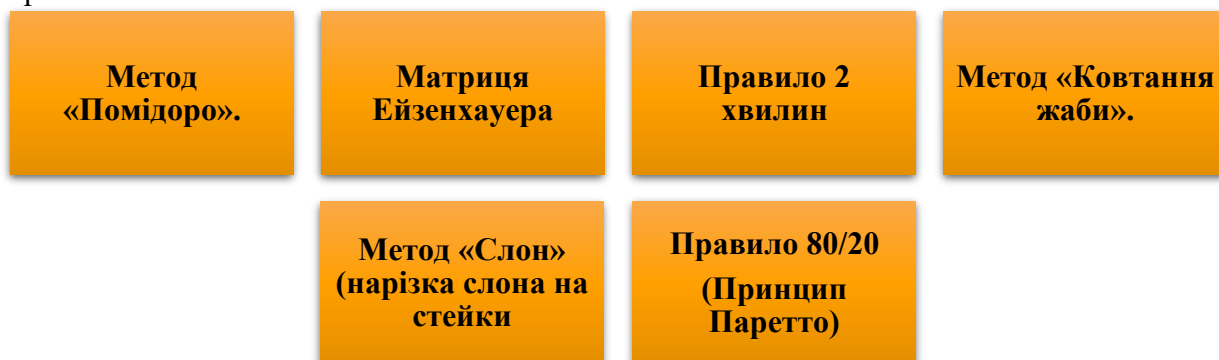 Метод
«Помідоро».
Матриця
Ейзенхауера
Правило 2
хвилин
Метод «Ковтання
жаби».
Метод «Слон»
(нарізка слона на
стейки
Правило 80/20
(Принцип
Паретто)